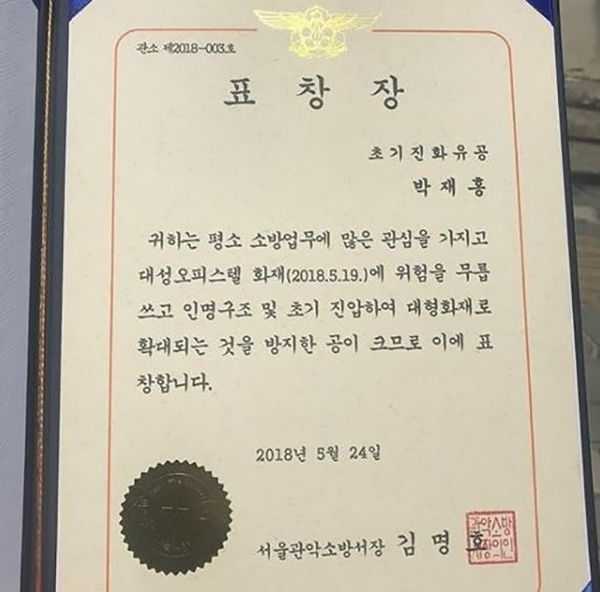 관소 제2018-003호
표 창 장
초기진화유공
박재홍
귀하는 평소 소방업무에 많은 관심을 가지고
대성오피스텔 화재(2018.5.19.)에 위험을 무릅
쓰고 인명구조 및 초기 진압하여 대형화재로
확대되는 것을 방지한 공이 크므로 이에 표
창합니다.
2018년 5월 24일
서울관악소방서장 김명호